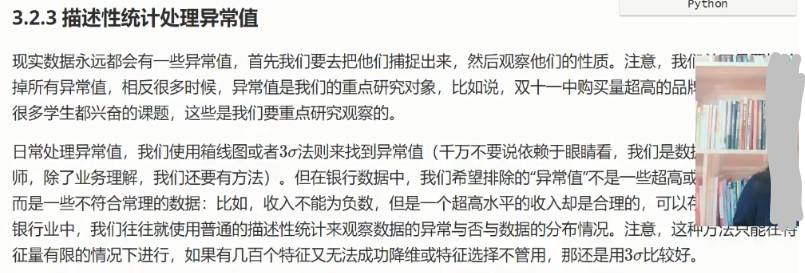 Python
3.2.3 描述性统计处理异常值
现实数据永远都会有一些异常值，首先我们要去把他们捕捉出来，然后观察他们的性质。注意，我们
掉所有异常值，相反很多时候，异常值是我们的重点研究对象，比如说，双十一中购买量超高的品牌
很多学生都兴奋的课题，这些是我们要重点研究观察的。
日常处理异常值，我们使用箱线图或者3σ法则来找到异常值（千万不要说依赖于眼睛看，我们是数据
师，除了业务理解，我们还要有方法）。但在银行数据中，我们希望排除的“异常值”不是一些超高或
而是一些不符合常理的数据：比如，收入不能为负数，但是一个超高水平的收入却是合理的，可以存
银行业中，我们往往就使用普通的描述性统计来观察数据的异常与否与数据的分布情况。注意，这种方法只能在特
征量有限的情况下进行，如果有几百个特征又无法成功降维或特征选择不管用，那还是用3σ比较好。